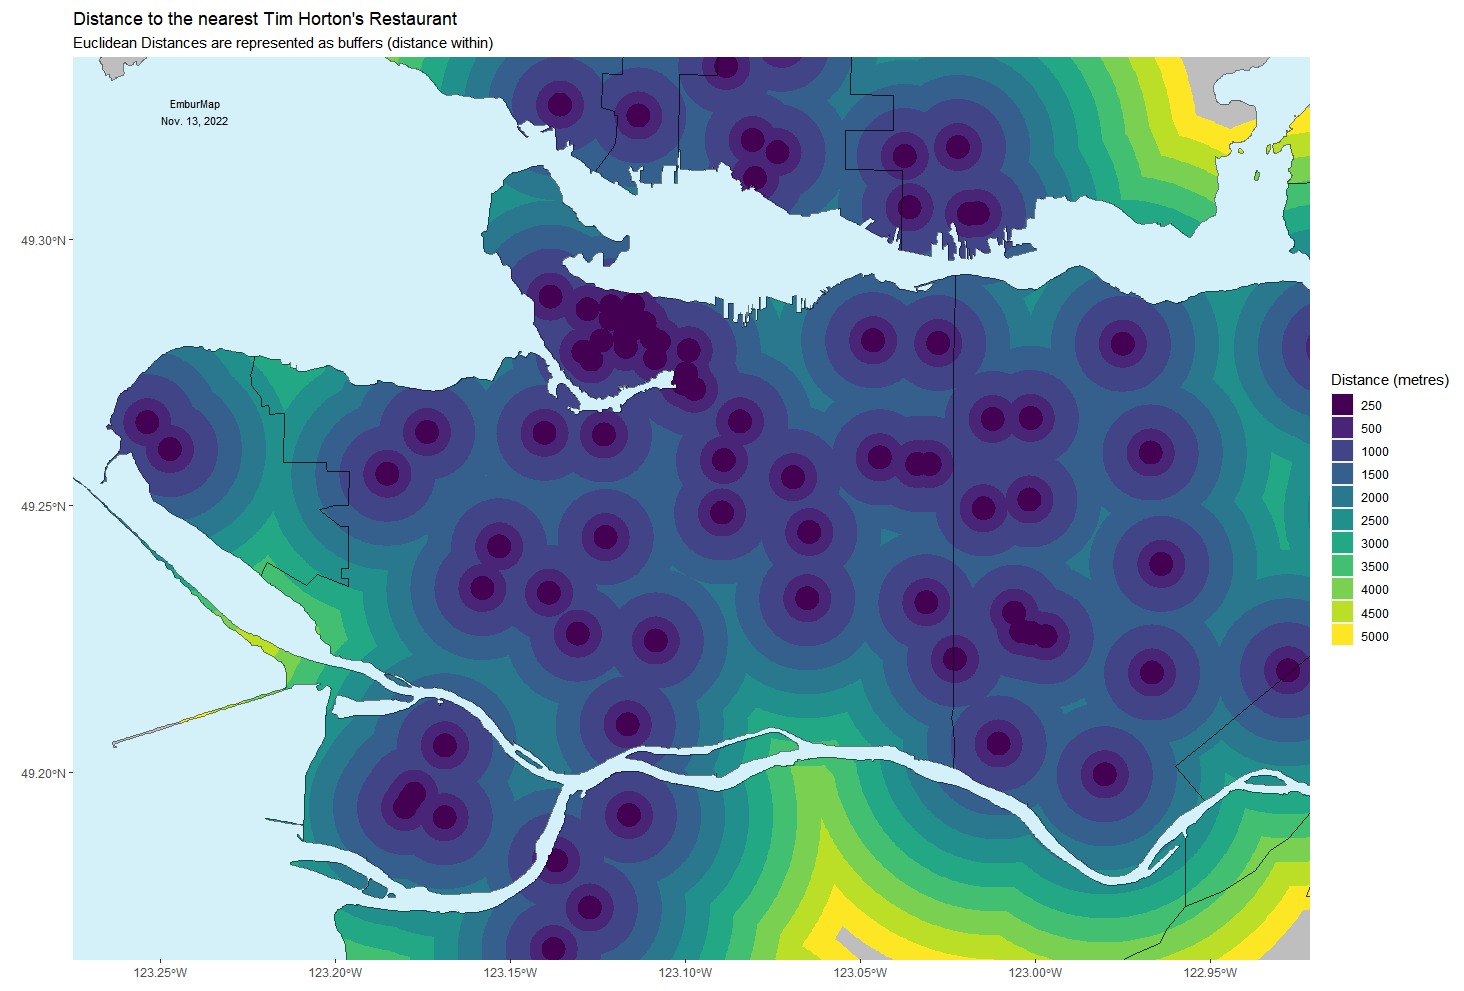 Distance to the nearest Tim Horton's Restaurant
Euclidean Distances are represented as buffers (distance within)
EmburMap
Nov. 13, 2022
49.30°N
49.25°N
49.20°N
123.25°W
123.20°W
123.15°W
123.10°W
123.05°W
123.00°W
122.95°W
Distance (metres)
250
500
1000
1500
2000
2500
3000
3500
4000
4500
5000